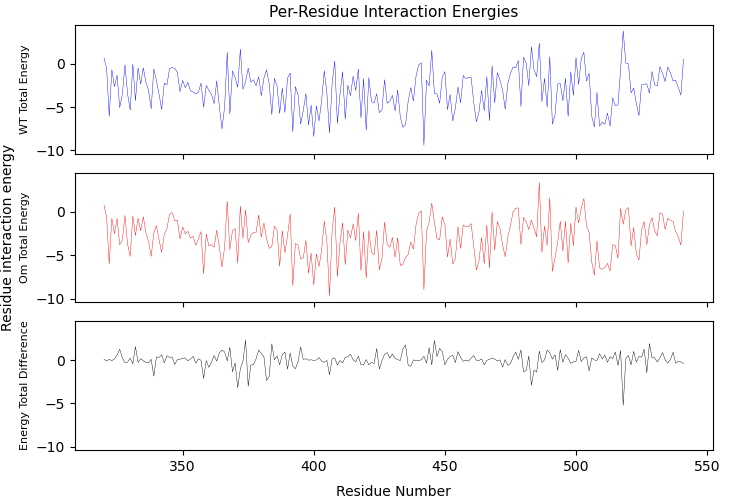 Per-Residue Interaction Energies
WT Total Energy
0
−5
−10
Residue interaction energy
Om Total Energy
0
−5
−10
Energy Total Difference
0
−5
−10
350 400 450 500 550
Residue Number